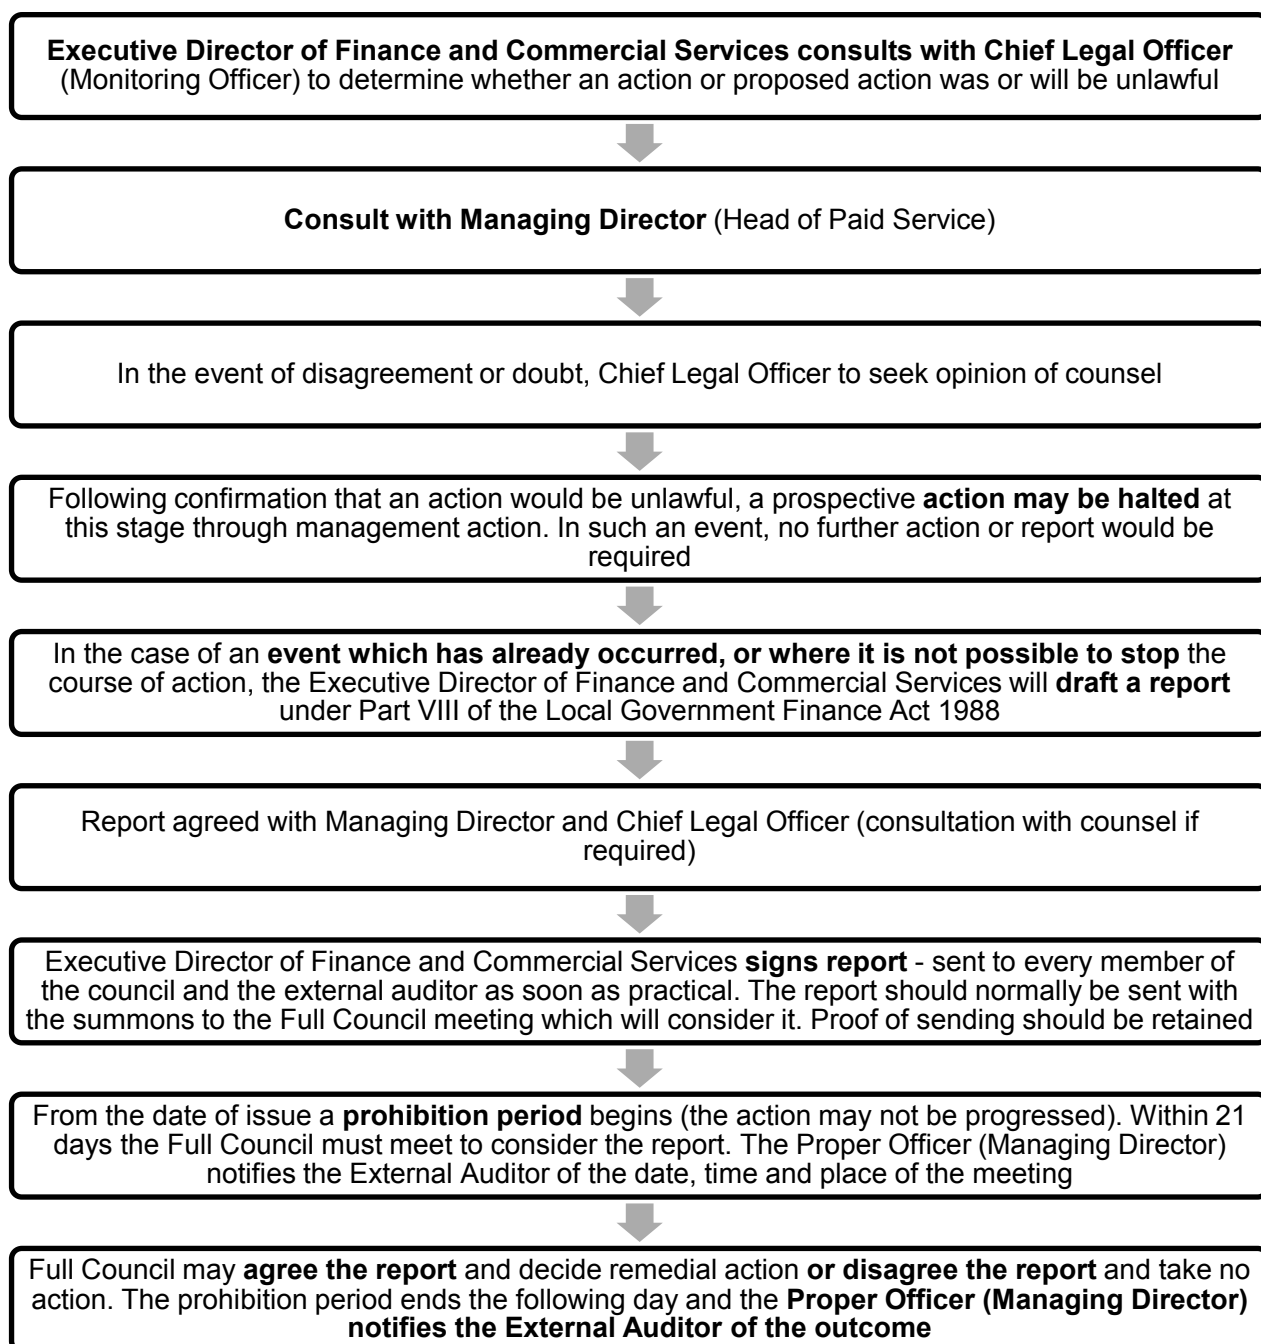 Executive Director of Finance and Commercial Services consults with Chief Legal Officer
(Monitoring Officer) to determine whether an action or proposed action was or will be unlawful
Consult with Managing Director (Head of Paid Service)
In the event of disagreement or doubt, Chief Legal Officer to seek opinion of counsel
Following confirmation that an action would be unlawful, a prospective action may be halted at
this stage through management action. In such an event, no further action or report would be
required
In the case of an event which has already occurred, or where it is not possible to stop the
course of action, the Executive Director of Finance and Commercial Services will draft a report
under Part VIII of the Local Government Finance Act 1988
Report agreed with Managing Director and Chief Legal Officer (consultation with counsel if
required)
Executive Director of Finance and Commercial Services signs report - sent to every member of
the council and the external auditor as soon as practical. The report should normally be sent with
the summons to the Full Council meeting which will consider it. Proof of sending should be retained
From the date of issue a prohibition period begins (the action may not be progressed). Within 21
days the Full Council must meet to consider the report. The Proper Officer (Managing Director)
notifies the External Auditor of the date, time and place of the meeting
Full Council may agree the report and decide remedial action or disagree the report and take no
action. The prohibition period ends the following day and the Proper Officer (Managing Director)
notifies the External Auditor of the outcome